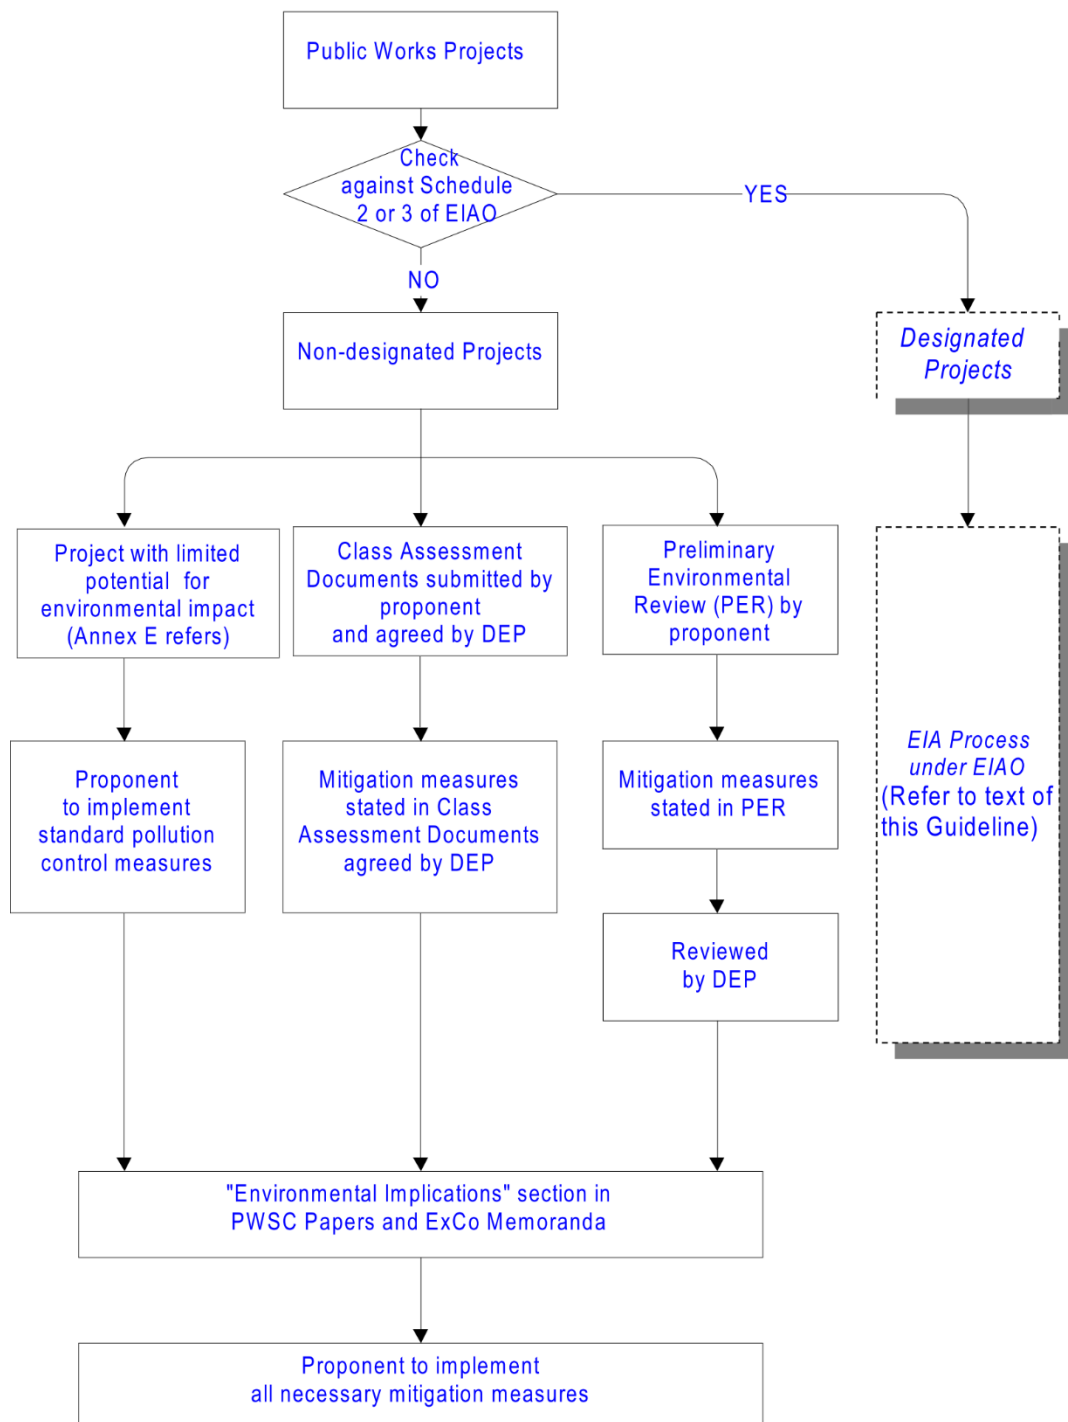 Public Works Projects
Check
against Schedule
2 or 3 of EIAO
YES
NO
Non-designated Projects
Designated
Projects
Project with limited
potential for
environmental impact
(Annex E refers)
Class Assessment
Documents submitted by
proponent
and agreed by DEP
Preliminary
Environmental
Review (PER) by
proponent
Proponent
to implement
standard pollution
control measures
Mitigation measures
stated in Class
Assessment Documents
agreed by DEP
Mitigation measures
stated in PER
EIA Process
under EIAO
(Refer to text of
this Guideline)
Reviewed
by DEP
"Environmental Implications" section in
PWSC Papers and ExCo Memoranda
Proponent to implement
all necessary mitigation measures